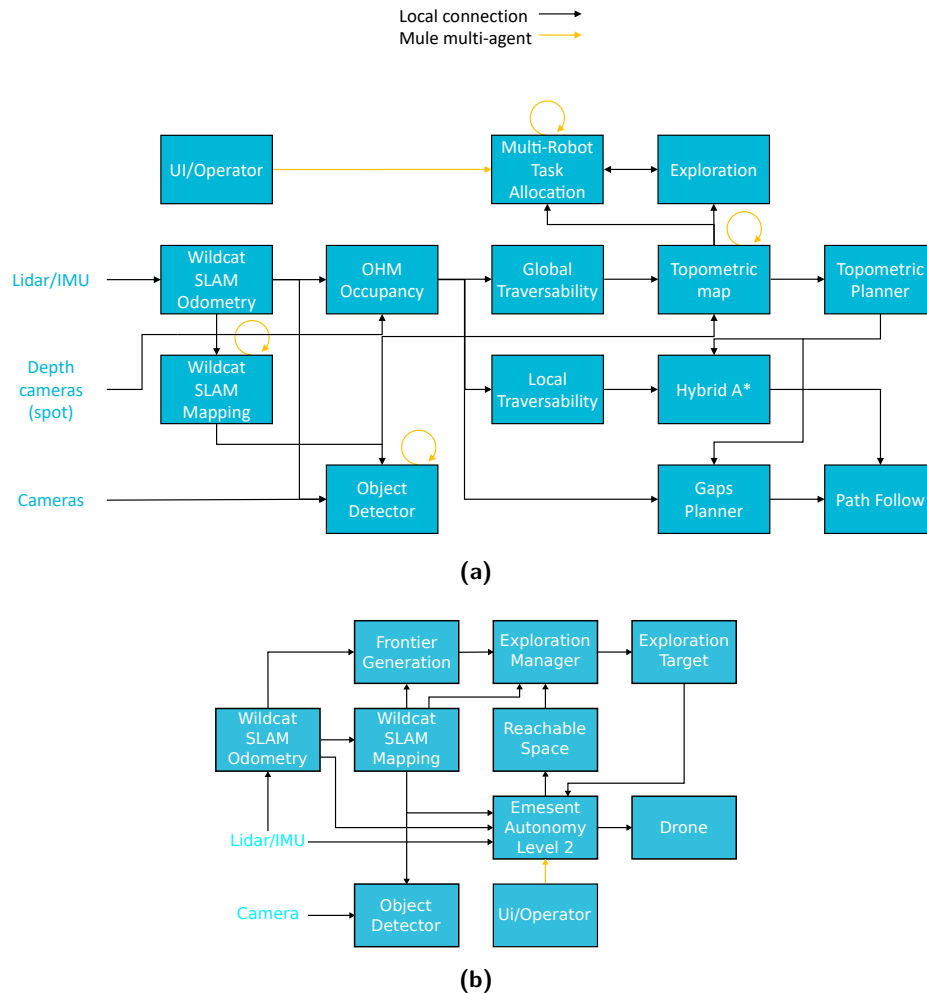 Local connection
Mule multi-agent
UI/Operator
Multi-Robot
Task
Allocation
Exploration
Lidar/IMU
Wildcat
SLAM
Odometry
OHM
Occupancy
Global
Traversability
Topometric
map
Topometric
Planner
Depth
cameras
(spot)
Wildcat
SLAM
Mapping
Local
Traversability
Hybrid A*
Cameras
Object
Detector
Gaps
Planner
Path Follow
(a)
Frontier
Generation
Exploration
Manager
Exploration
Target
Wildcat
SLAM
Odometry
Wildcat
SLAM
Mapping
Reachable
Space
Lidar/IMU
Emesent
Autonomy
Level 2
Drone
Camera
Object
Detector
Ui/Operator
(b)